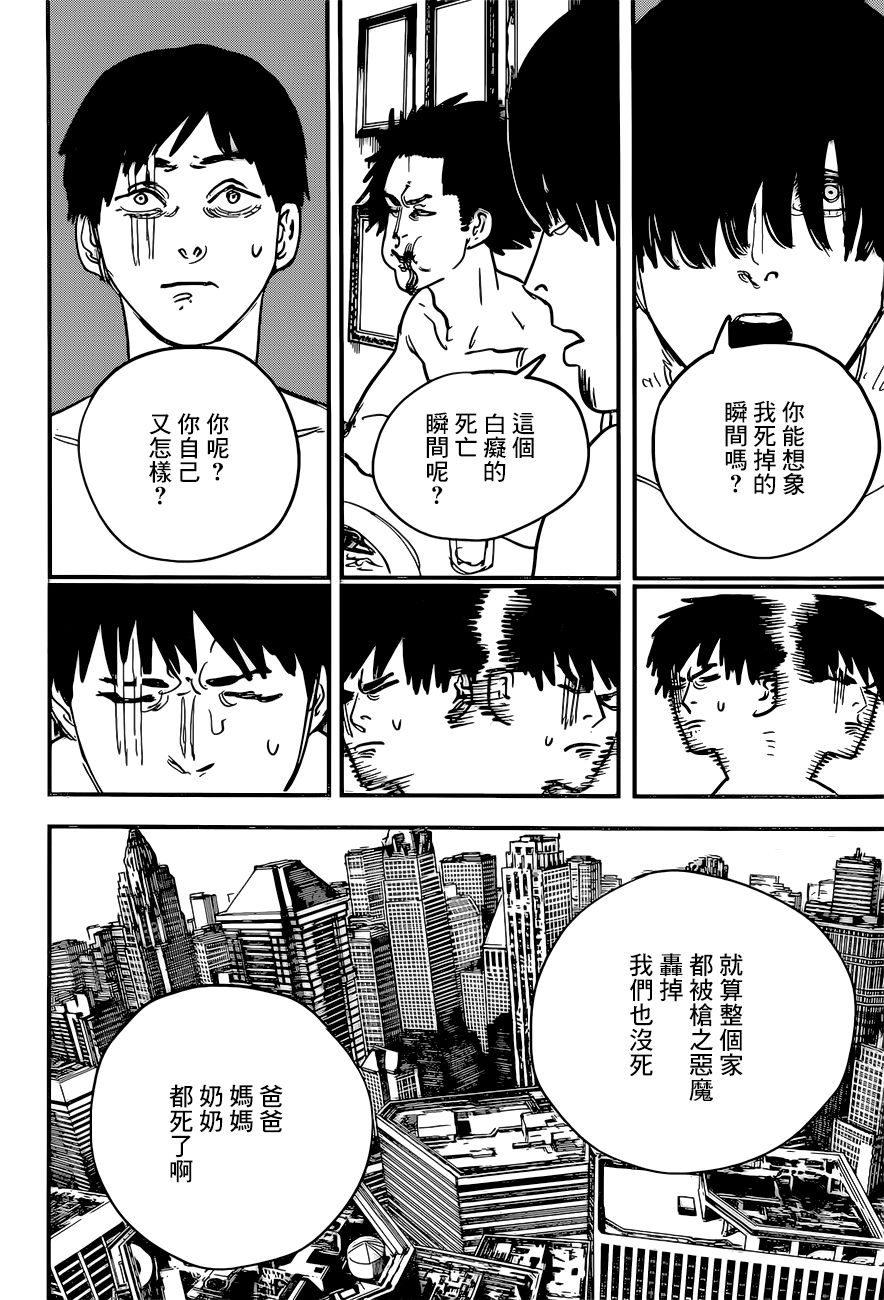 你能想象
我死掉的
瞬間嗎？
這個
白癡的
死亡
瞬間呢？
你呢？
你自己
又怎樣？
就算整個家
都被槍之惡魔
轟掉
我們也沒死
爸爸
媽媽
奶奶
都死了啊